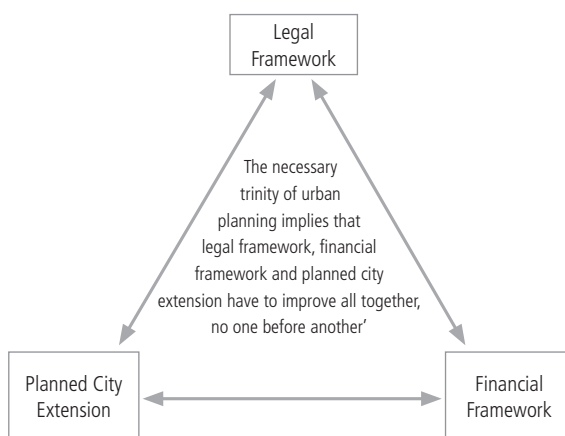 Legal
Framework
The necessary
trinity of urban
planning implies that
legal framework, financial
framework and planned city
extension have to improve all together,
no one before another’
Planned City
Extension
Financial
Framework